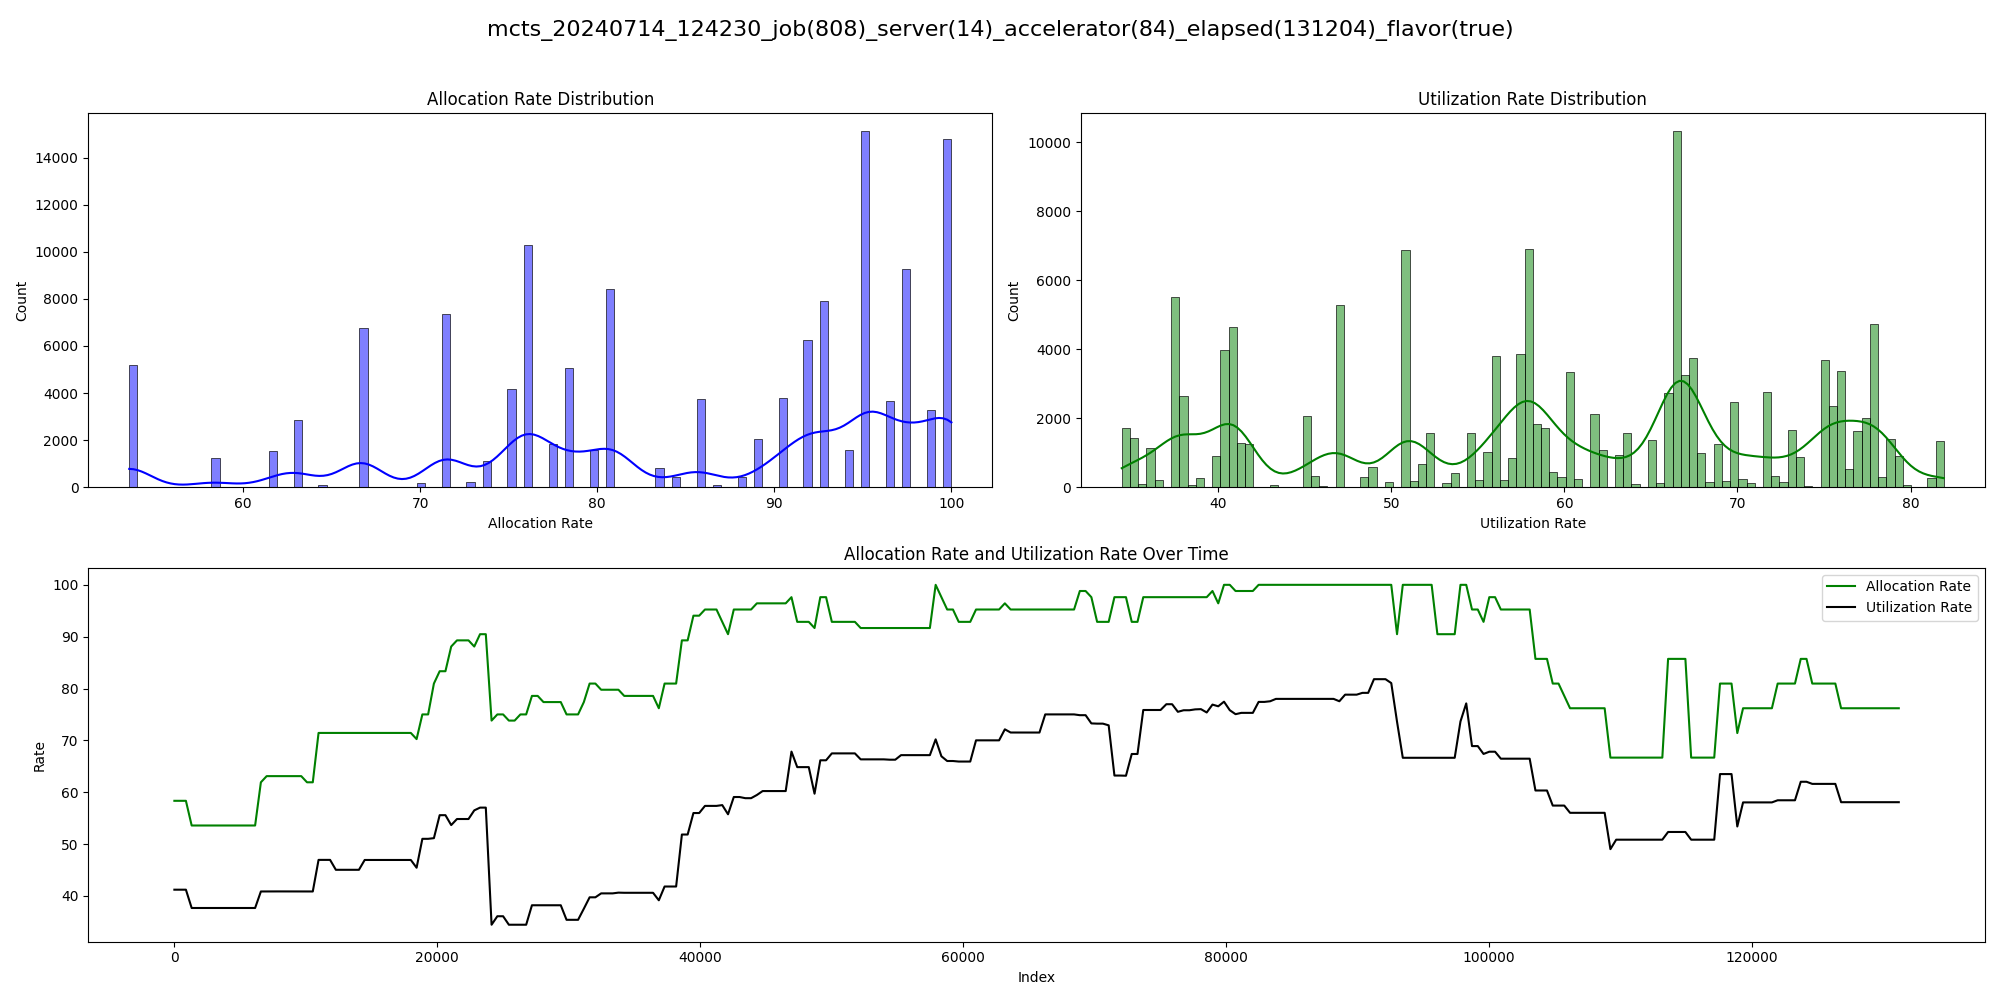 mcts_20240714_124230_job(808)_server(14)_accelerator(84)_elapsed(131204)_flavor(true)
Allocation Rate Distribution
Count
14000
12000
10000
8000
6000
4000
2000
0
60 70 80 90 100
Allocation Rate
Utilization Rate Distribution
Count
10000
8000
6000
4000
2000
0
40 50 60 70 80
Utilization Rate
Allocation Rate and Utilization Rate Over Time
Allocation Rate
Utilization Rate
Rate
100
90
80
70
60
50
40
0 20000 40000 60000 80000 100000 120000
Index